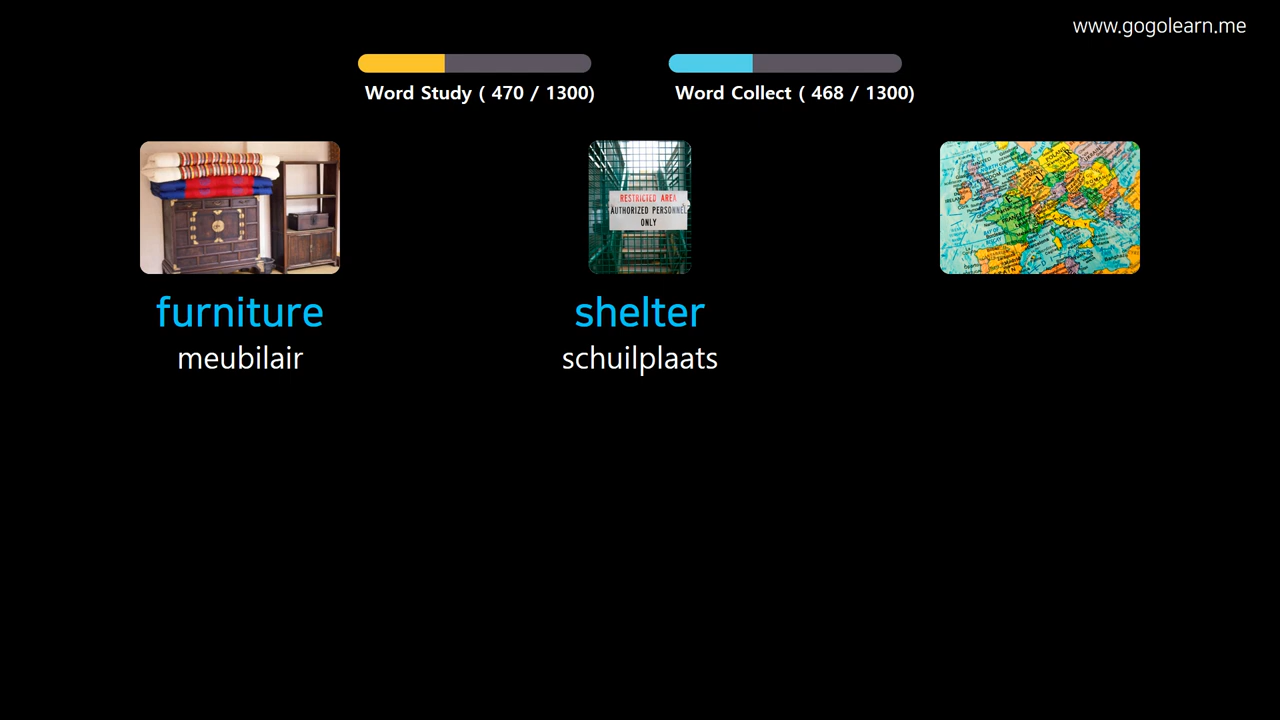 www.gogolearn.me
Word Study ( 470 / 1300)
Word Collect ( 468 / 1300)
RESTRICTED AREA
AUTHORIZED PERSONNEL
ONLY
furniture
shelter
meubilair
schuilplaats